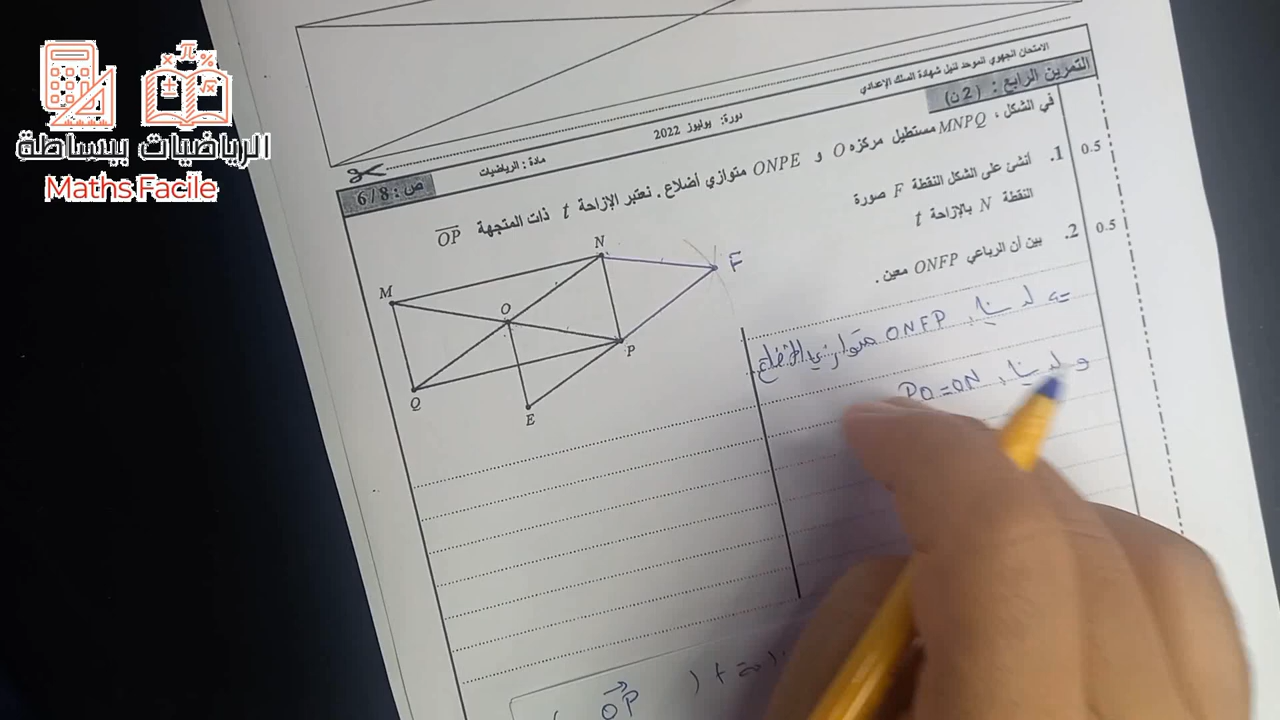 الرياضيات ببساطة
Maths Facile
الامتحان الجهوي الموحد لنيل شهادة السلك الإعدادي
دورة: يوليوز 2022
مادة: الرياضيات
ص: 6/8
التمرين الرابع: (2ن)
في الشكل، MNPQ مستطيل مركزه O و ONPE متوازي أضلاع. نعتبر الإزاحة t ذات المتجهة OP
0.5
1. أنشئ على الشكل النقطة F صورة
النقطة N بالإزاحة t
0.5
2. بين أن الرباعي ONFP معين.
M
N
F
O
P
Q
E
لدينا ONFP متوازي الأضلاع
و لدينا PO=ON
t
OP